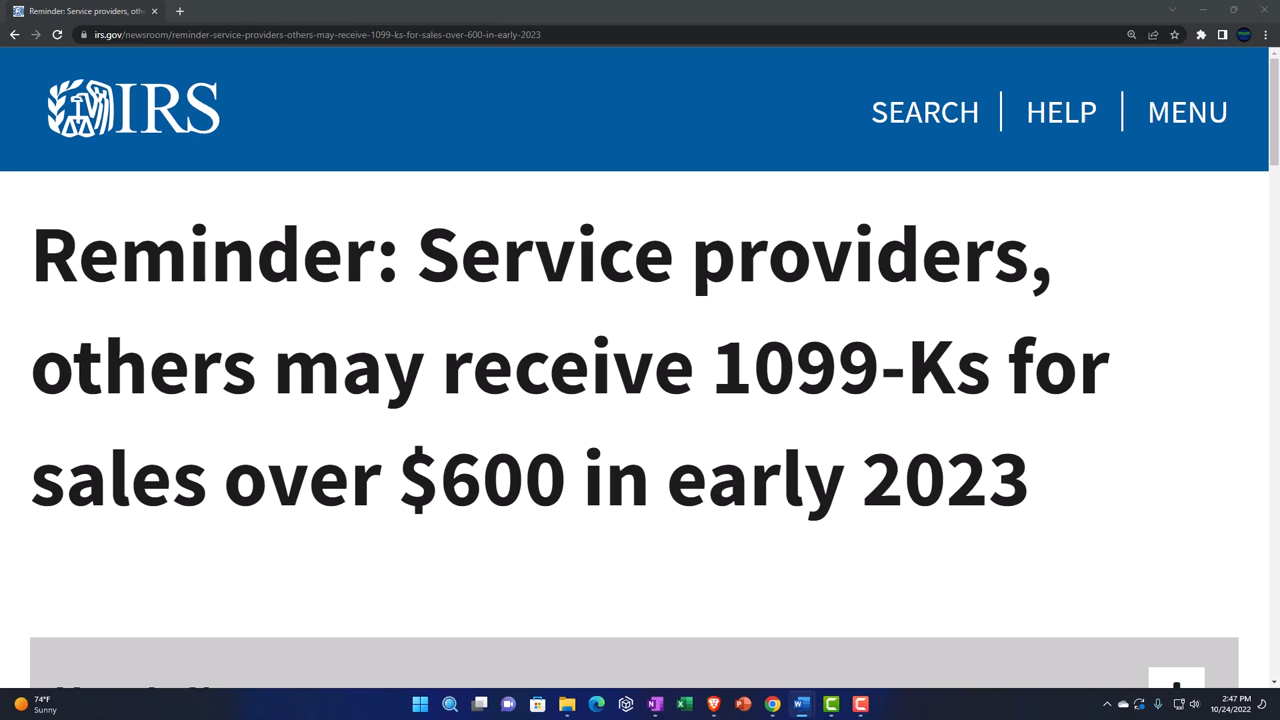 Reminder: Service providers, oth
irs.gov/newsroom/reminder-service-providers-others-may-receive-1099-ks-for-sales-over-600-in-early-2023
IRS
SEARCH
HELP
MENU
Reminder: Service providers,
others may receive 1099-Ks for
sales over $600 in early 2023
74°F
Sunny
2:47 PM
10/24/2022